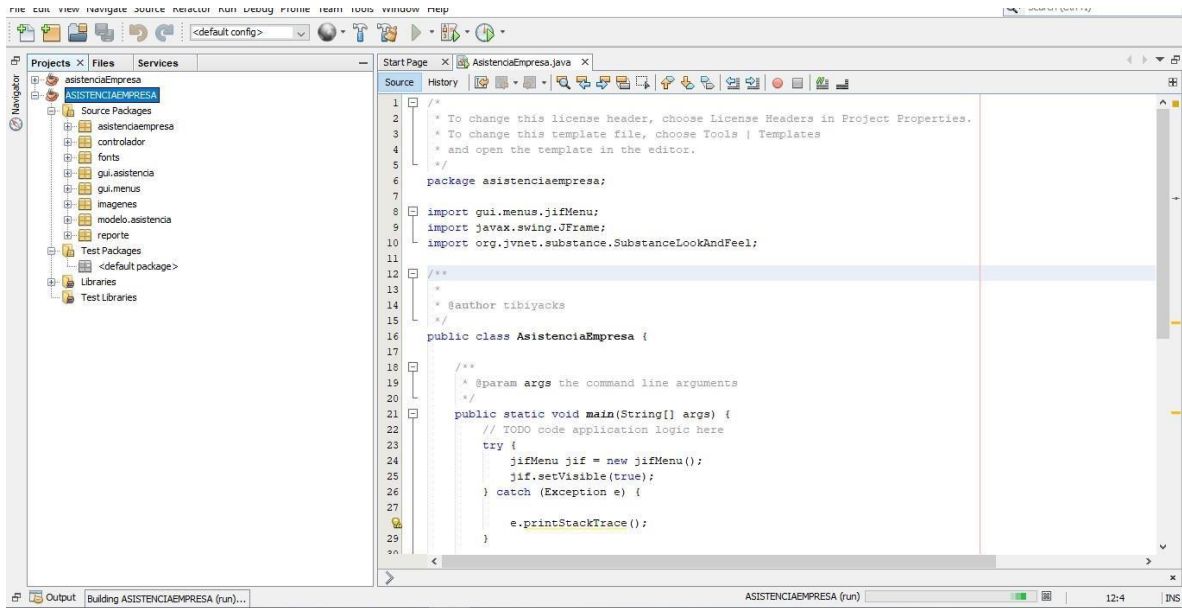 File Edit View Navigate Source Refactor Run Debug Profile Team Tools Window Help
Search (Ctrl+I)
<default config>
Projects Files Services
Navigator
asistenciaEmpresa
ASISTENCIAEMPRESA
Source Packages
asistenciaempresa
controlador
fonts
gui.asistencia
gui.menus
imagenes
modelo.asistencia
reporte
Test Packages
<default package>
Libraries
Test Libraries
Start Page AsistenciaEmpresa.java
Source History
1 /*
2 * To change this license header, choose License Headers in Project Properties.
3 * To change this template file, choose Tools | Templates
4 * and open the template in the editor.
5 */
6 package asistenciaempresa;
7
8 import gui.menus.jifMenu;
9 import javax.swing.JFrame;
10 import org.jvnet.substance.SubstanceLookAndFeel;
11
12 /**
13 *
14 * @author tibiyacks
15 */
16 public class AsistenciaEmpresa {
17
18 /**
19 * @param args the command line arguments
20 */
21 public static void main(String[] args) {
22 // TODO code application logic here
23 try {
24 jifMenu jif = new jifMenu();
25 jif.setVisible(true);
26 } catch (Exception e) {
27
e.printStackTrace();
29 }
30
Output Building ASISTENCIAEMPRESA (run)... ASISTENCIAEMPRESA (run) 12:4 INS